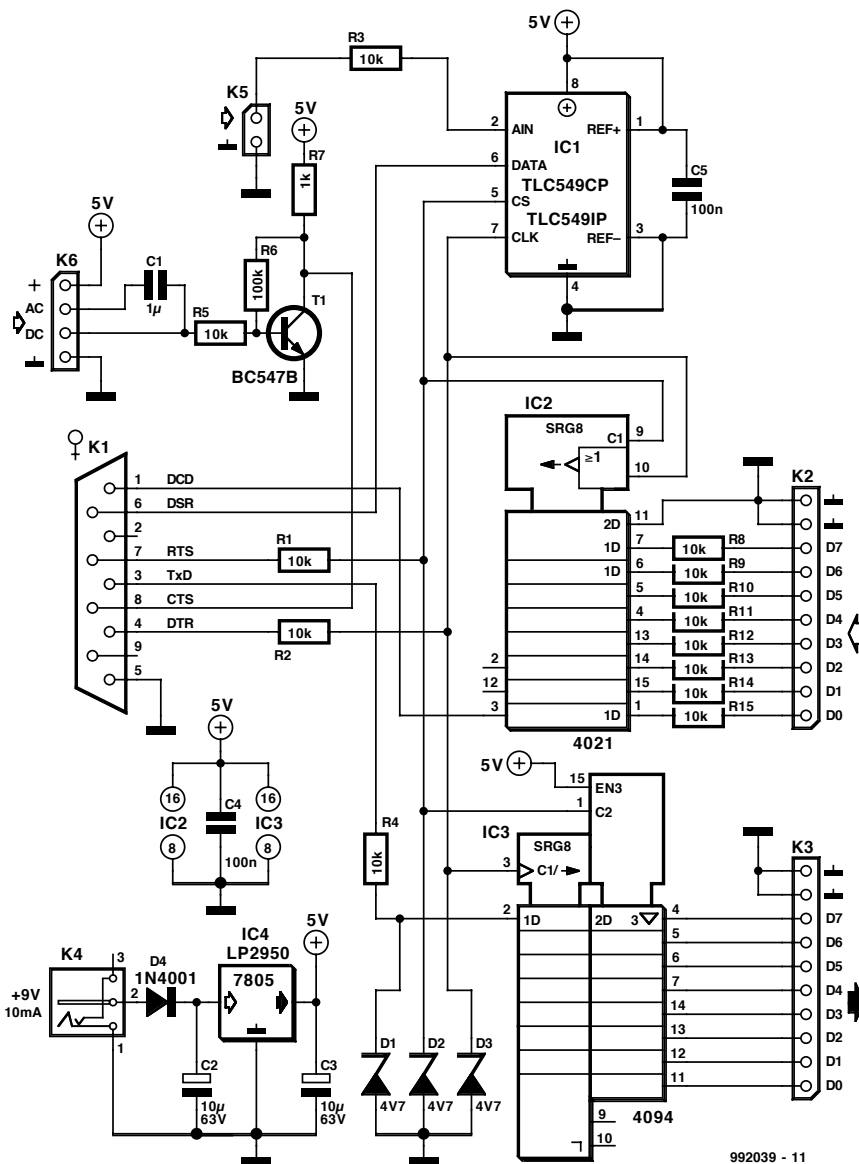 5V
R3
10k
K5
5V
R7
1k
8
2 AIN REF+ 1
IC1
6 DATA
TLC549CP
5 CS
TLC549IP
7 CLK REF– 3
4
C5
100n
5V
K6
+
AC
DC
C1
1µ
R6
100k
R5
10k
T1
BC547B
K1
1 DCD
6 DSR
2
7 RTS
3 TxD
8 CTS
4 DTR
9
5
R1
10k
10k
R2
IC2
SRG8
C1 9
≥1
10
2D 11
1D 7
1D 6
5
4
13
2 14
12 15
3 1D 1
4021
10k R8
10k R9
10k R10
10k R11
10k R12
10k R13
10k R14
10k R15
K2
D7
D6
D5
D4
D3
D2
D1
D0
5V
16 C4 16
IC2 IC3
8 100n 8
R4
10k
5V
15 EN3
1 C2
IC3
SRG8
3 C1/
2 1D 2D 3 4
5
6
7
14
13
12
11
9
10
4094
K3
D7
D6
D5
D4
D3
D2
D1
D0
K4
+9V
10mA
3
2
1
D4
1N4001
IC4
LP2950
7805
5V
C2
10µ
63V
C3
10µ
63V
D1
4V7
D2
4V7
D3
4V7
992039 - 11